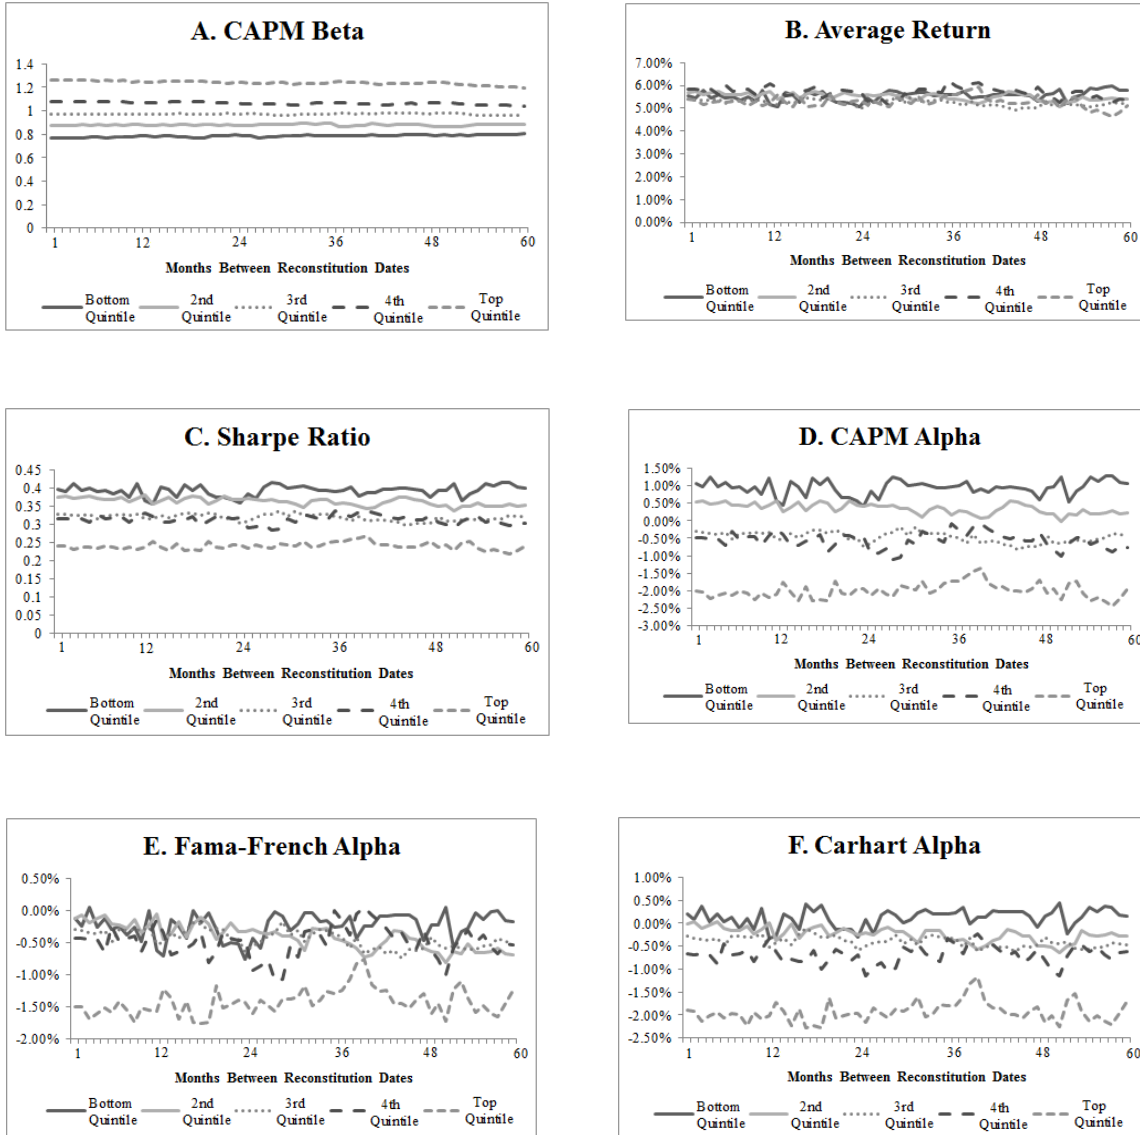 A. CAPM Beta
1.4
1.2
1
0.8
0.6
0.4
0.2
0
1 12 24 36 48 60
Months Between Reconstitution Dates
Bottom Quintile 2nd Quintile 3rd Quintile 4th Quintile Top Quintile
B. Average Return
7.00%
6.00%
5.00%
4.00%
3.00%
2.00%
1.00%
0.00%
1 12 24 36 48 60
Months Between Reconstitution Dates
Bottom Quintile 2nd Quintile 3rd Quintile 4th Quintile Top Quintile
C. Sharpe Ratio
0.45
0.4
0.35
0.3
0.25
0.2
0.15
0.1
0.05
0
1 12 24 36 48 60
Months Between Reconstitution Dates
Bottom Quintile 2nd Quintile 3rd Quintile 4th Quintile Top Quintile
D. CAPM Alpha
1.50%
1.00%
0.50%
0.00%
-0.50%
-1.00%
-1.50%
-2.00%
-2.50%
-3.00%
1 12 24 36 48 60
Months Between Reconstitution Dates
Bottom Quintile 2nd Quintile 3rd Quintile 4th Quintile Top Quintile
E. Fama-French Alpha
0.50%
0.00%
-0.50%
-1.00%
-1.50%
-2.00%
1 12 24 36 48 60
Months Between Reconstitution Dates
Bottom Quintile 2nd Quintile 3rd Quintile 4th Quintile Top Quintile
F. Carhart Alpha
1.00%
0.50%
0.00%
-0.50%
-1.00%
-1.50%
-2.00%
-2.50%
1 12 24 36 48 60
Months Between Reconstitution Dates
Bottom Quintile 2nd Quintile 3rd Quintile 4th Quintile Top Quintile